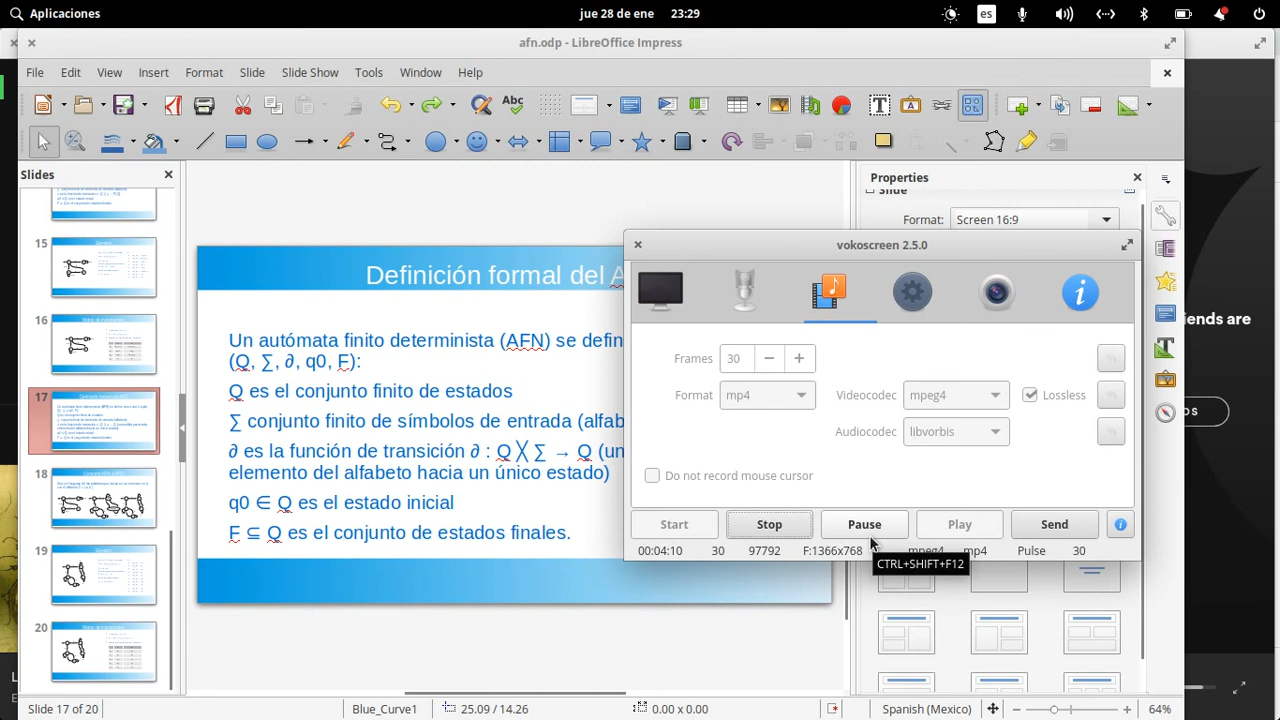 Aplicaciones
jue 28 de ene 23:29
es
afn.odp - LibreOffice Impress
File Edit View Insert Format Slide Slide Show Tools Window Help
Abc
Slides
Properties
Slide
Format: Screen 16:9
15
16
17
18
19
20
Definición formal del A
Un autómata finito determinista (AFN) se defin
(Q, ∑, ∂, q0, F):
Q es el conjunto finito de estados
∑ conjunto finito de símbolos de entrada (alfab
∂ es la función de transición ∂ : Q ╳ ∑ → Q (un
elemento del alfabeto hacia un único estado)
q0 ∈ Q es el estado inicial
F ⊆ Q es el conjunto de estados finales.
vokoscreen 2.5.0
Frames 30
Format mp4
Videocodec
Lossless
Audiocodec libvorbis
Do not record mouse cursor
Start Stop Pause Play Send
00:04:10 30 97792 F: 1366x768 mpeg4 mp4 Pulse 30
CTRL+SHIFT+F12
iends are
Slide 17 of 20
Blue_Curve1
25.09 / 14.26
0.00 x 0.00
Spanish (Mexico)
64%